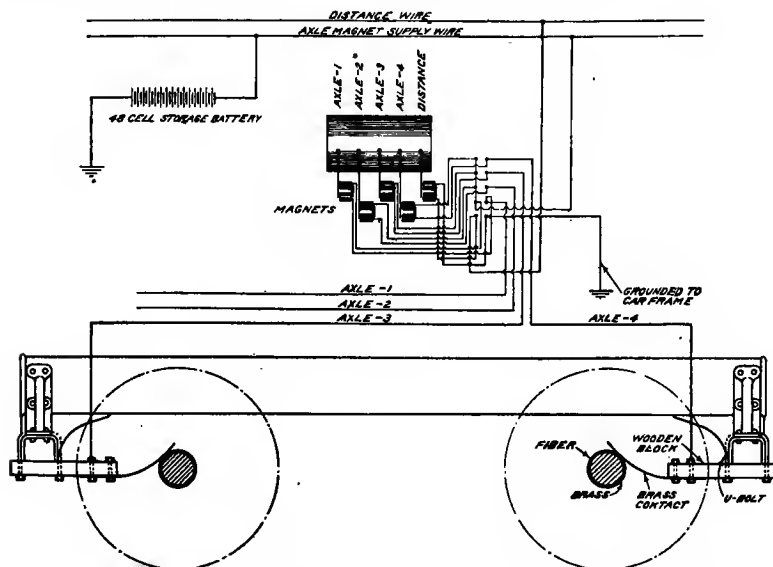 DISTANCE WIRE
AXLE MAGNET SUPPLY WIRE
AXLE-1
AXLE-2
AXLE-3
AXLE-4
DISTANCE
48 CELL STORAGE BATTERY
MAGNETS
AXLE-1
AXLE-2
AXLE-3
AXLE-4
GROUNDED TO
CAR FRAME
FIBER
BRASS
BRASS
CONTACT
WOODEN
BLOCK
U-BOLT